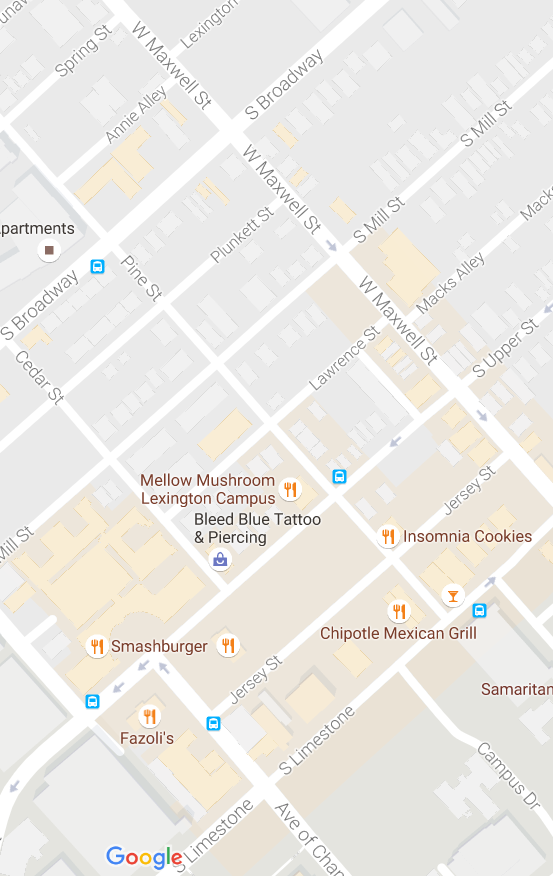 Lexington
W Maxwell St
Spring St
S Broadway
Annie Alley
S Mill St
W Maxwell St
Macks
S Mill St
Plunkett St
partments
Pine St
Macks Alley
W Maxwell St
S Broadway
S Upper St
Lawrence St
Cedar St
Mellow Mushroom
Lexington Campus
Jersey St
Bleed Blue Tattoo
& Piercing
Insomnia Cookies
Mill St
Chipotle Mexican Grill
Smashburger
Jersey St
Samaritan
Fazoli's
S Limestone
Campus Dr
S Limestone
Ave of Cham
Google